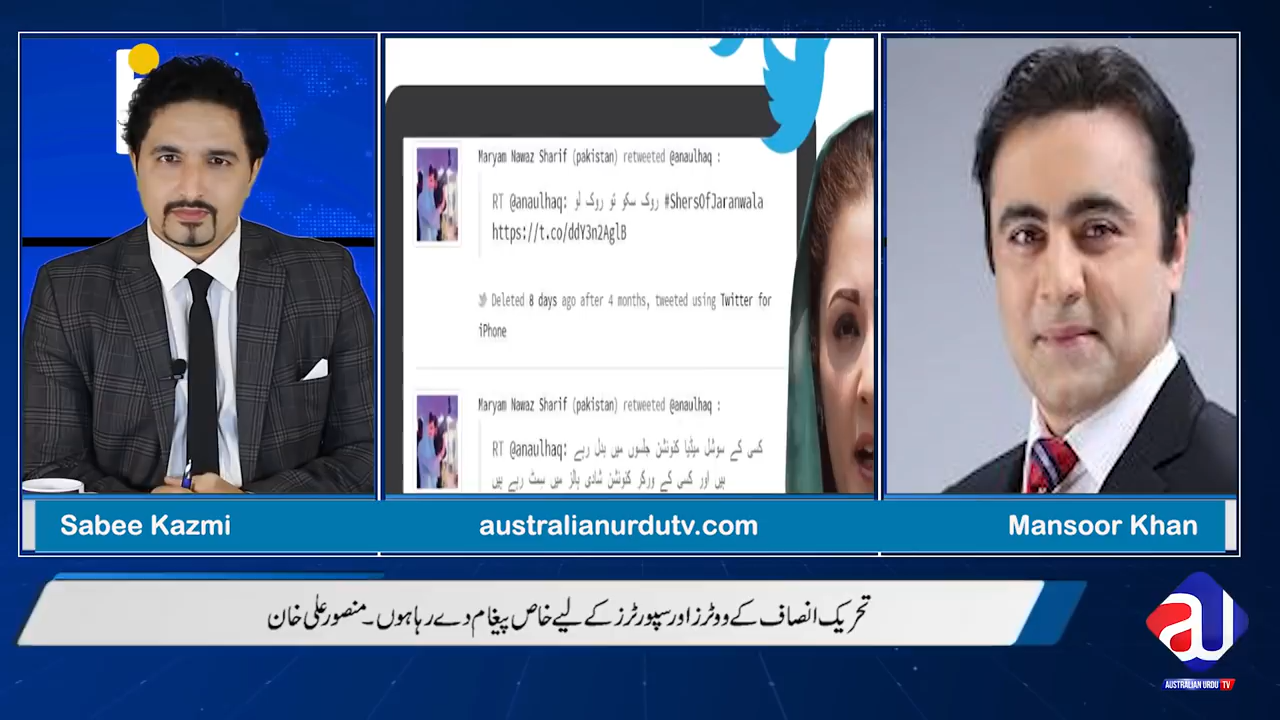 Maryam Nawaz Sharif (pakistan) retweeted @anaulhaq :
RT @anaulhaq: روک سکو تو روک لو #ShersOfJaranwala
https://t.co/ddY3n2AglB
Deleted 8 days ago after 4 months, tweeted using Twitter for
iPhone
Maryam Nawaz Sharif (pakistan) retweeted @anaulhaq :
RT @anaulhaq: کسی کے سوشل میڈیا کنونشن جلسوں میں بدل رہے
ہیں اور کسی کے ورکر کنونشن شادی ہالز میں سمٹ رہے ہیں
Sabee Kazmi
australianurdutv.com
Mansoor Khan
تحریک انصاف کے ووٹرز اور سپورٹرز کے لیے خاص پیغام دے رہا ہوں۔ منصور علی خان
au
AUSTRALIAN URDU TV